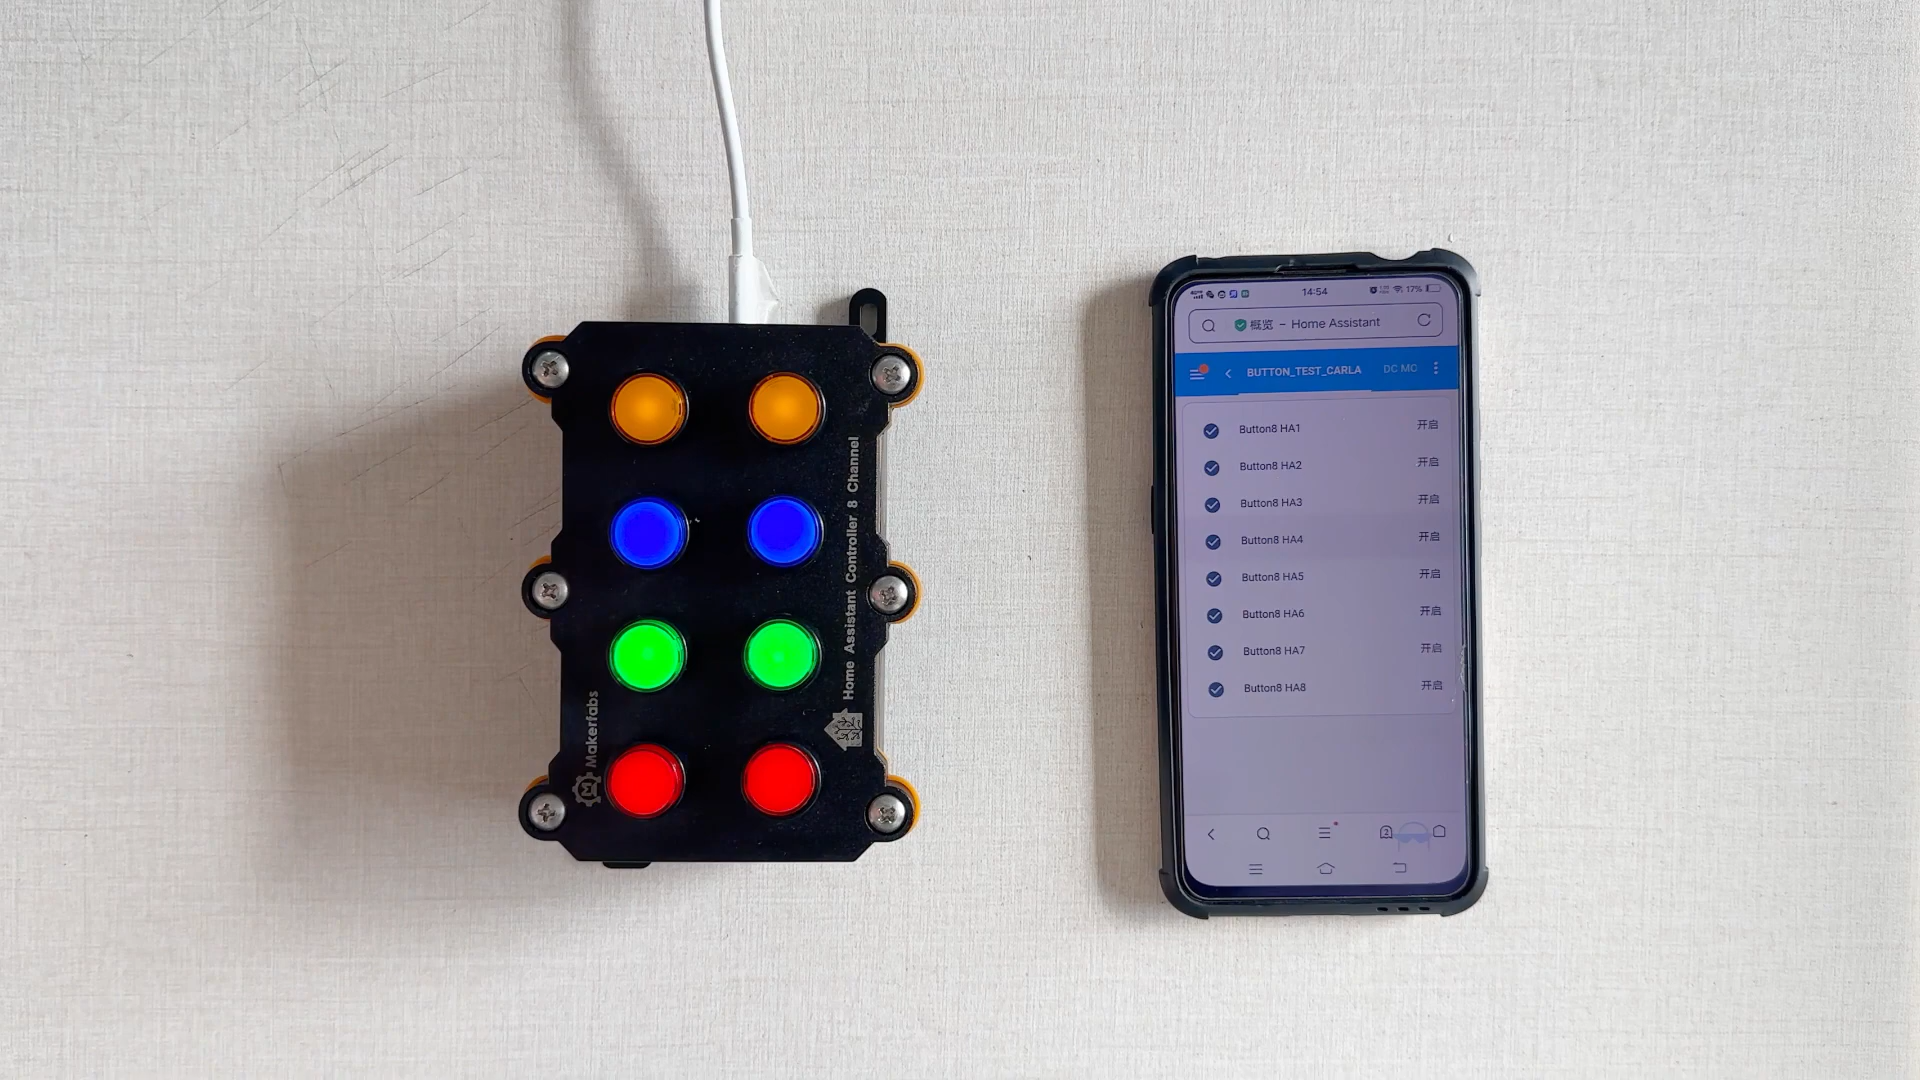 Makerfabs
Home Assistant Controller 8 Channel
14:54
17%
概览 – Home Assistant
BUTTON_TEST_CARLA
DC MO
Button8 HA1 开启
Button8 HA2 开启
Button8 HA3 开启
Button8 HA4 开启
Button8 HA5 开启
Button8 HA6 开启
Button8 HA7 开启
Button8 HA8 开启
2